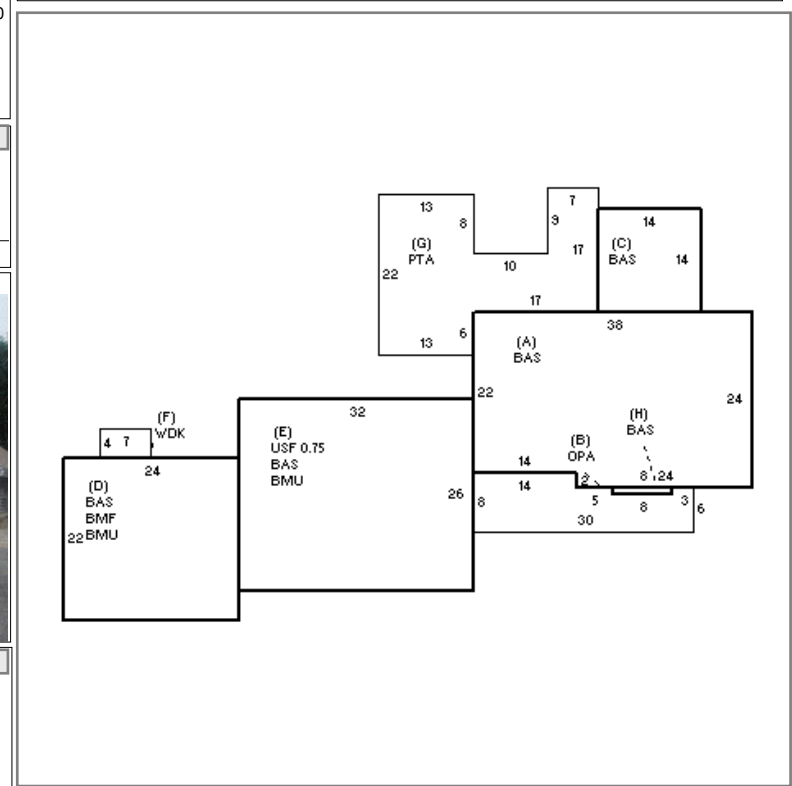 0
7
13
14
8
9
(G)
PTA
17
(C)
BAS
14
10
22
17
38
6
13
(A)
BAS
22
24
32
(F)
WDK
(H)
BAS
(E)
USF 0.75
BAS
BMU
4 7
(B)
OPA
24
14
8 24
(D)
BAS
BMF
BMU
22
26
14
2
8
5
8
3
6
30